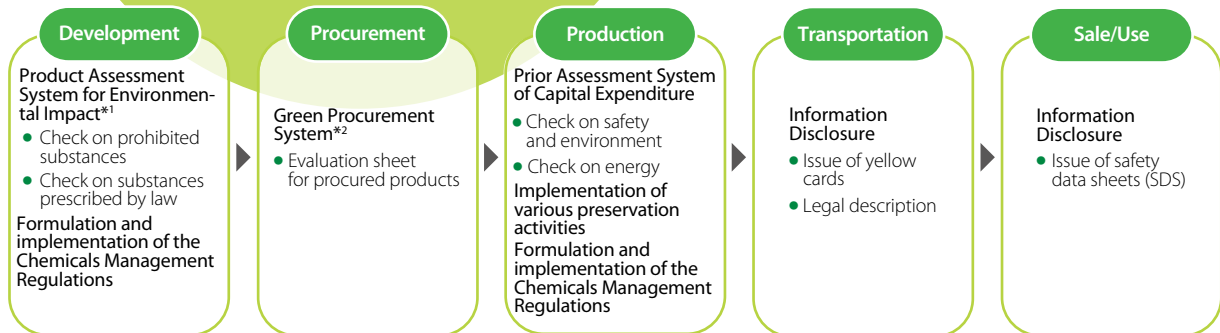 Development
Product Assessment
System for Environmen-
tal Impact*1
• Check on prohibited
substances
• Check on substances
prescribed by law
Formulation and
implementation of the
Chemicals Management
Regulations
Procurement
Green Procurement
System*2
• Evaluation sheet
for procured products
Production
Prior Assessment System
of Capital Expenditure
• Check on safety
and environment
• Check on energy
Implementation of
various preservation
activities
Formulation and
implementation of the
Chemicals Management
Regulations
Transportation
Information
Disclosure
• Issue of yellow
cards
• Legal description
Sale/Use
Information
Disclosure
• Issue of safety
data sheets (SDS)